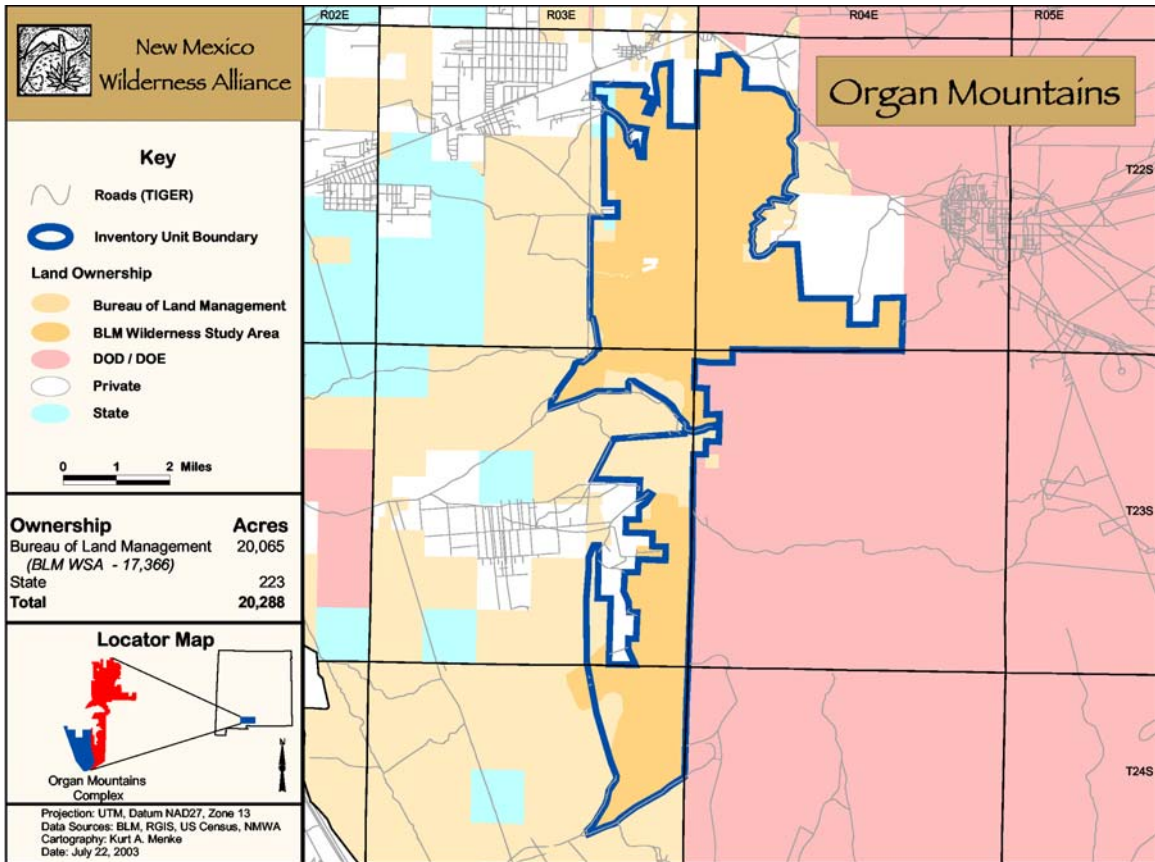 New Mexico
Wilderness Alliance
Key
Roads (TIGER)
Inventory Unit Boundary
Land Ownership
Bureau of Land Management
BLM Wilderness Study Area
DOD / DOE
Private
State
0 1 2 Miles
Ownership Acres
Bureau of Land Management 20,065
(BLM WSA - 17,366)
State 223
Total 20,288
Locator Map
N
Organ Mountains
Complex
Projection: UTM, Datum NAD27, Zone 13
Data Sources: BLM, RGIS, US Census, NMWA
Cartography: Kurt A. Menke
Date: July 22, 2003
R02E R03E R04E R05E
Organ Mountains
T22S
T23S
T24S